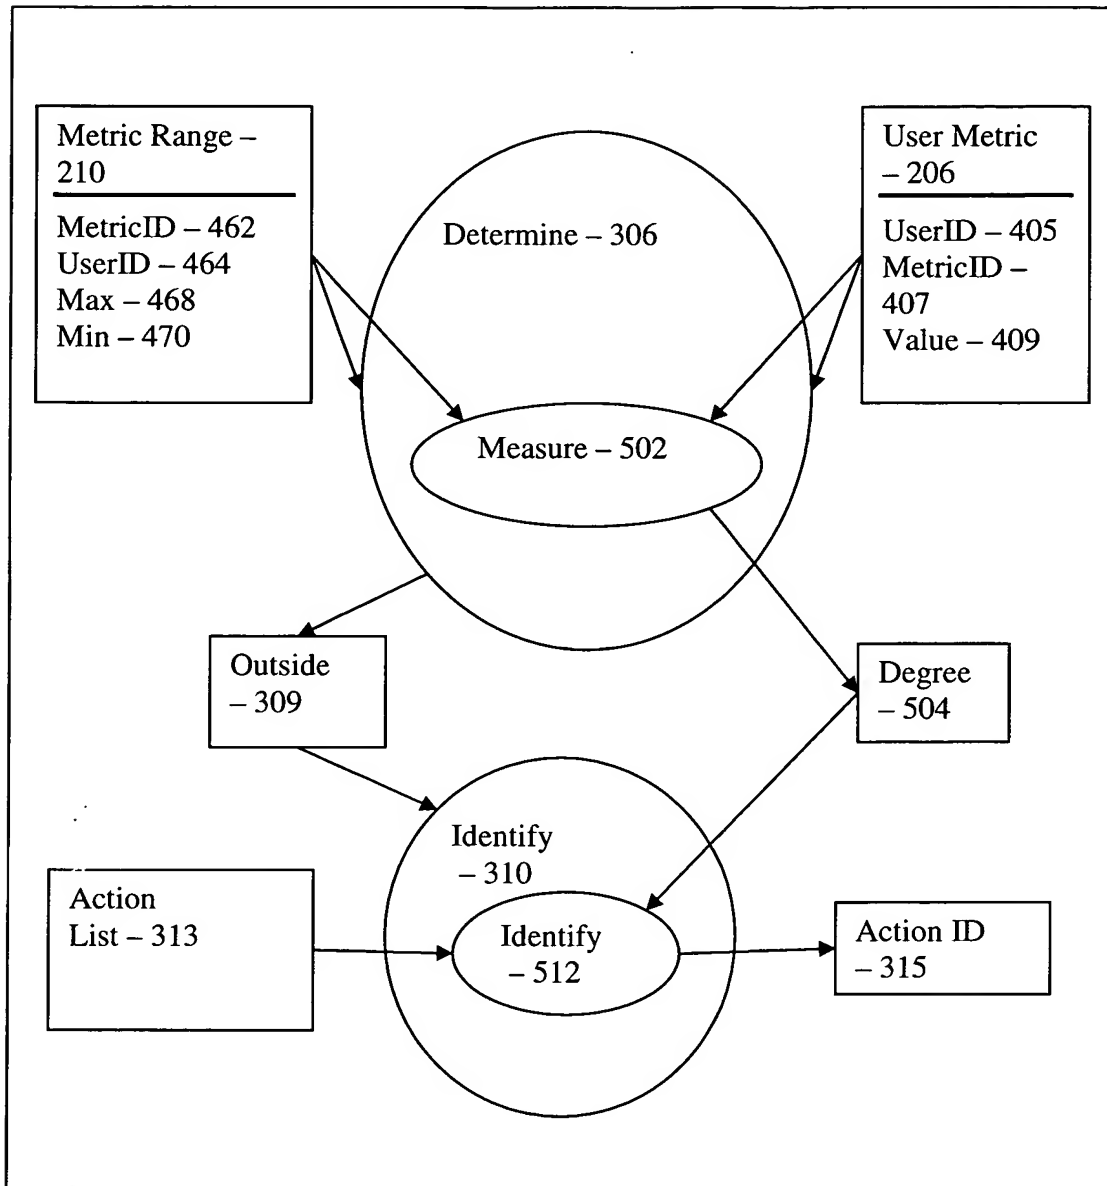 Metric Range –
210
MetricID – 462
UserID – 464
Max – 468
Min – 470
User Metric
– 206
UserID – 405
MetricID –
407
Value – 409
Determine – 306
Measure – 502
Outside
– 309
Degree
– 504
Identify
– 310
Action
List – 313
Identify
– 512
Action ID
– 315